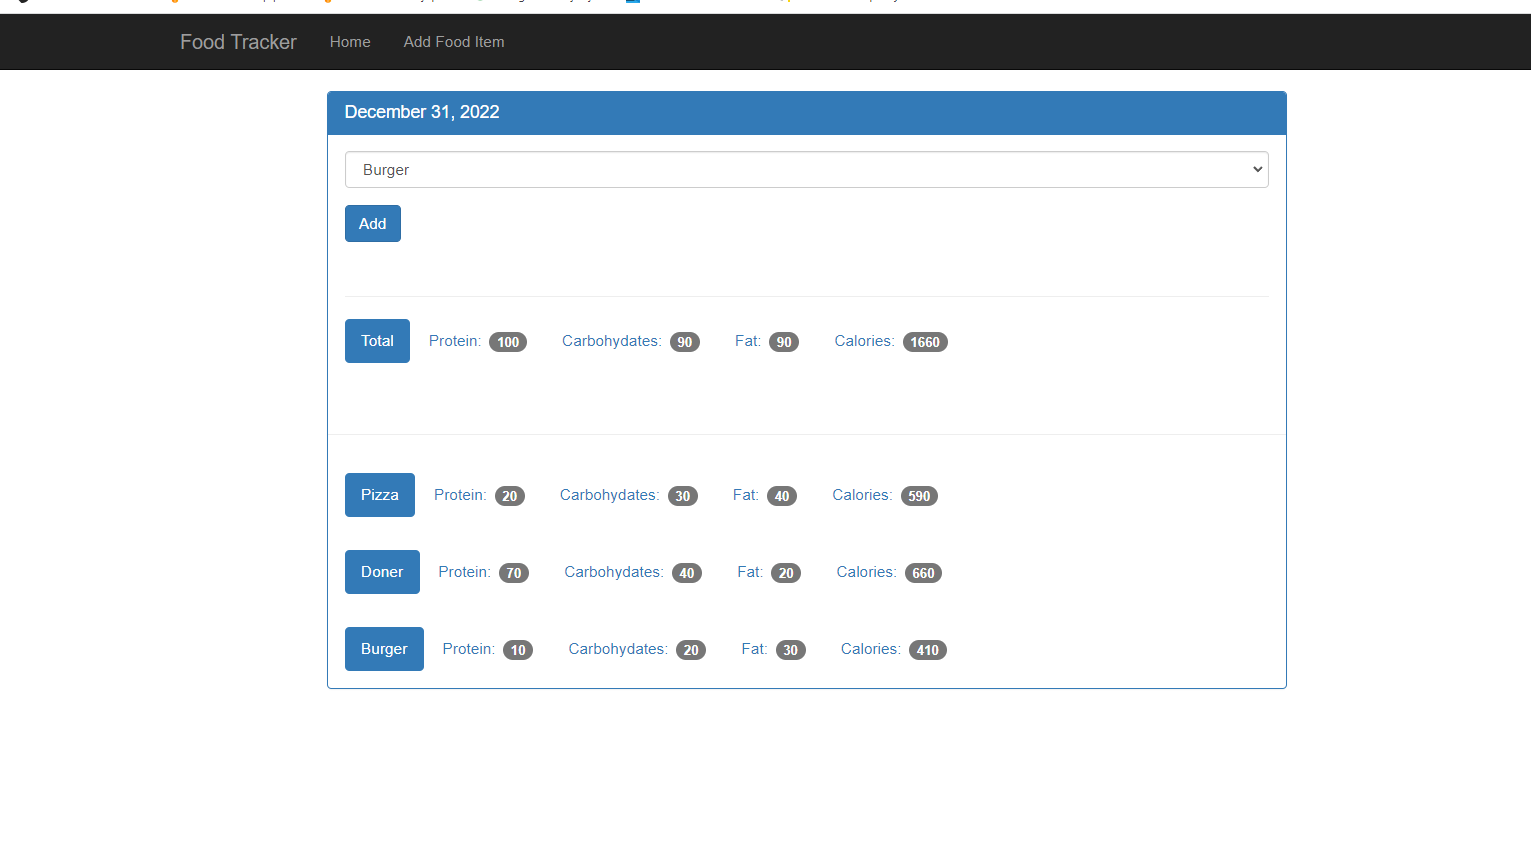 Food Tracker Home Add Food Item
December 31, 2022
Burger
Add
Total Protein: 100 Carbohydates: 90 Fat: 90 Calories: 1660
Pizza Protein: 20 Carbohydates: 30 Fat: 40 Calories: 590
Doner Protein: 70 Carbohydates: 40 Fat: 20 Calories: 660
Burger Protein: 10 Carbohydates: 20 Fat: 30 Calories: 410